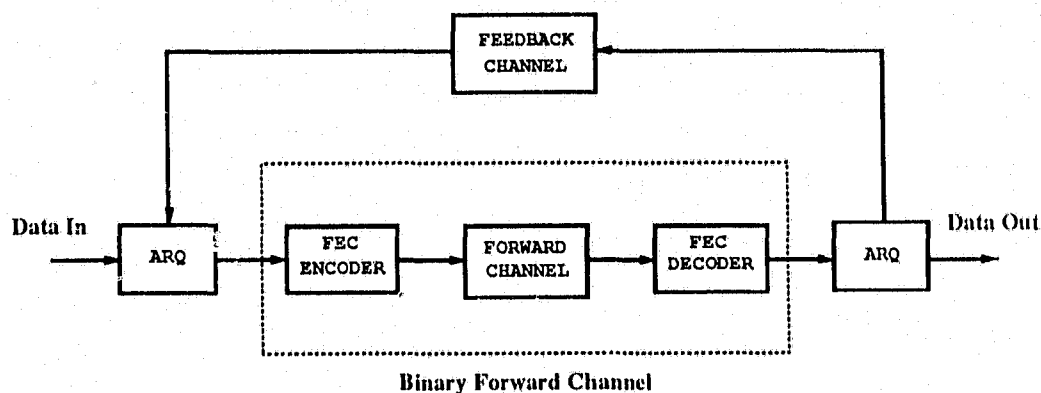 FEEDBACK
CHANNEL
Data In
ARQ
FEC
ENCODER
FORWARD
CHANNEL
FEC
DECODER
ARQ
Data Out
Binary Forward Channel